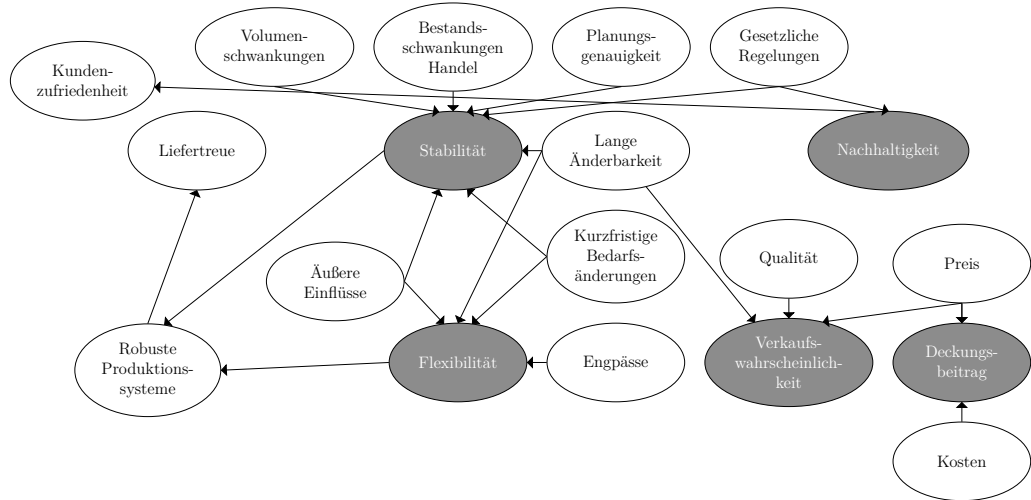 Kunden-
zufriedenheit
Volumen-
schwankungen
Bestands-
schwankungen
Handel
Planungs-
genauigkeit
Gesetzliche
Regelungen
Liefertreue
Stabilität
Lange
Änderbarkeit
Nachhaltigkeit
Äußere
Einflüsse
Kurzfristige
Bedarfs-
änderungen
Qualität
Preis
Robuste
Produktions-
systeme
Flexibilität
Engpässe
Verkaufs-
wahrscheinlich-
keit
Deckungs-
beitrag
Kosten